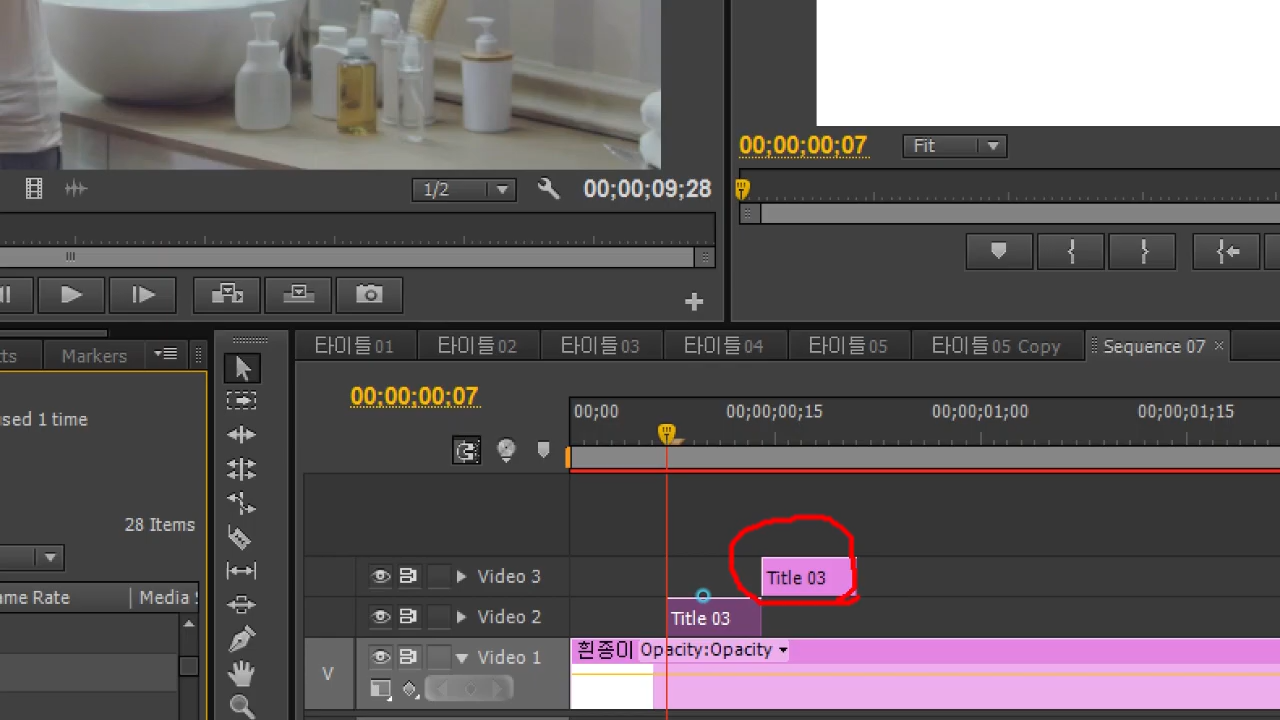 00;00;00;07
Fit
1/2
00;00;09;28
Markers
타이틀01
타이틀02
타이틀03
타이틀04
타이틀05
타이틀05 Copy
Sequence 07
00;00;00;07
00;00
00;00;00;15
00;00;01;00
00;00;01;15
used 1 time
28 Items
Video 3
Title 03
ame Rate
Media
Video 2
Title 03
V
Video 1
흰종이 Opacity:Opacity